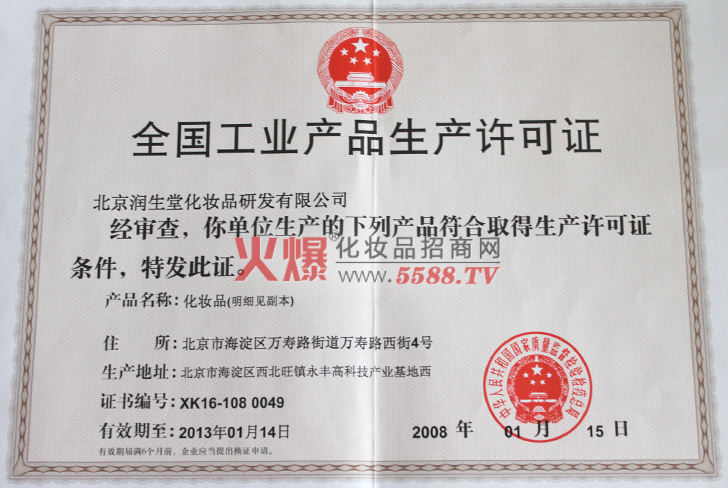 全国工业产品生产许可证
北京润生堂化妆品研发有限公司
经审查，你单位生产的下列产品符合取得生产许可证
火爆®化妆品招商网
www.5588.TV
条件，特发此证。
产品名称：化妆品(明细见副本)
住 所：北京市海淀区万寿路街道万寿路西街4号
生产地址：北京市海淀区西北旺镇永丰高科技产业基地西
证书编号：XK16-108 0049
有效期至：2013年01月14日
2008 年 01 月 15 日
有效期届满6个月前，企业应当提出换证申请。
中华人民共和国国家质量监督检验检疫总局